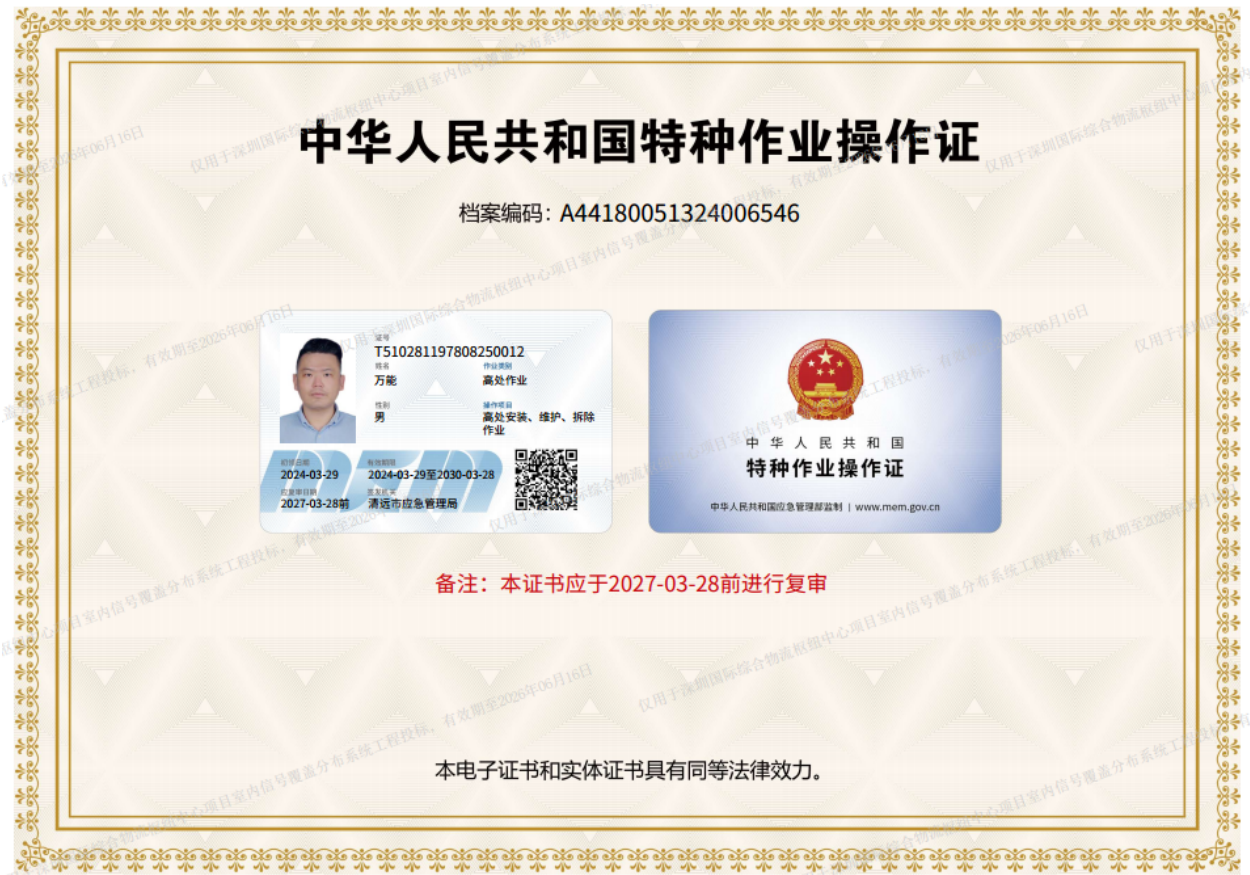 中华人民共和国特种作业操作证
档案编码：A44180051324006546
证号
T510281197808250012
姓名
万能
作业类别
高处作业
性别
男
操作项目
高处安装、维护、拆除
作业
初领日期
2024-03-29
有效期限
2024-03-29至2030-03-28
应复审日期
2027-03-28前
签发机关
清远市应急管理局
中华人民共和国
特种作业操作证
中华人民共和国应急管理部监制 | www.mem.gov.cn
备注：本证书应于2027-03-28前进行复审
本电子证书和实体证书具有同等法律效力。
仅用于深圳国际综合物流枢纽中心项目室内信号覆盖分布系统工程投标，有效期至2026年06月16日